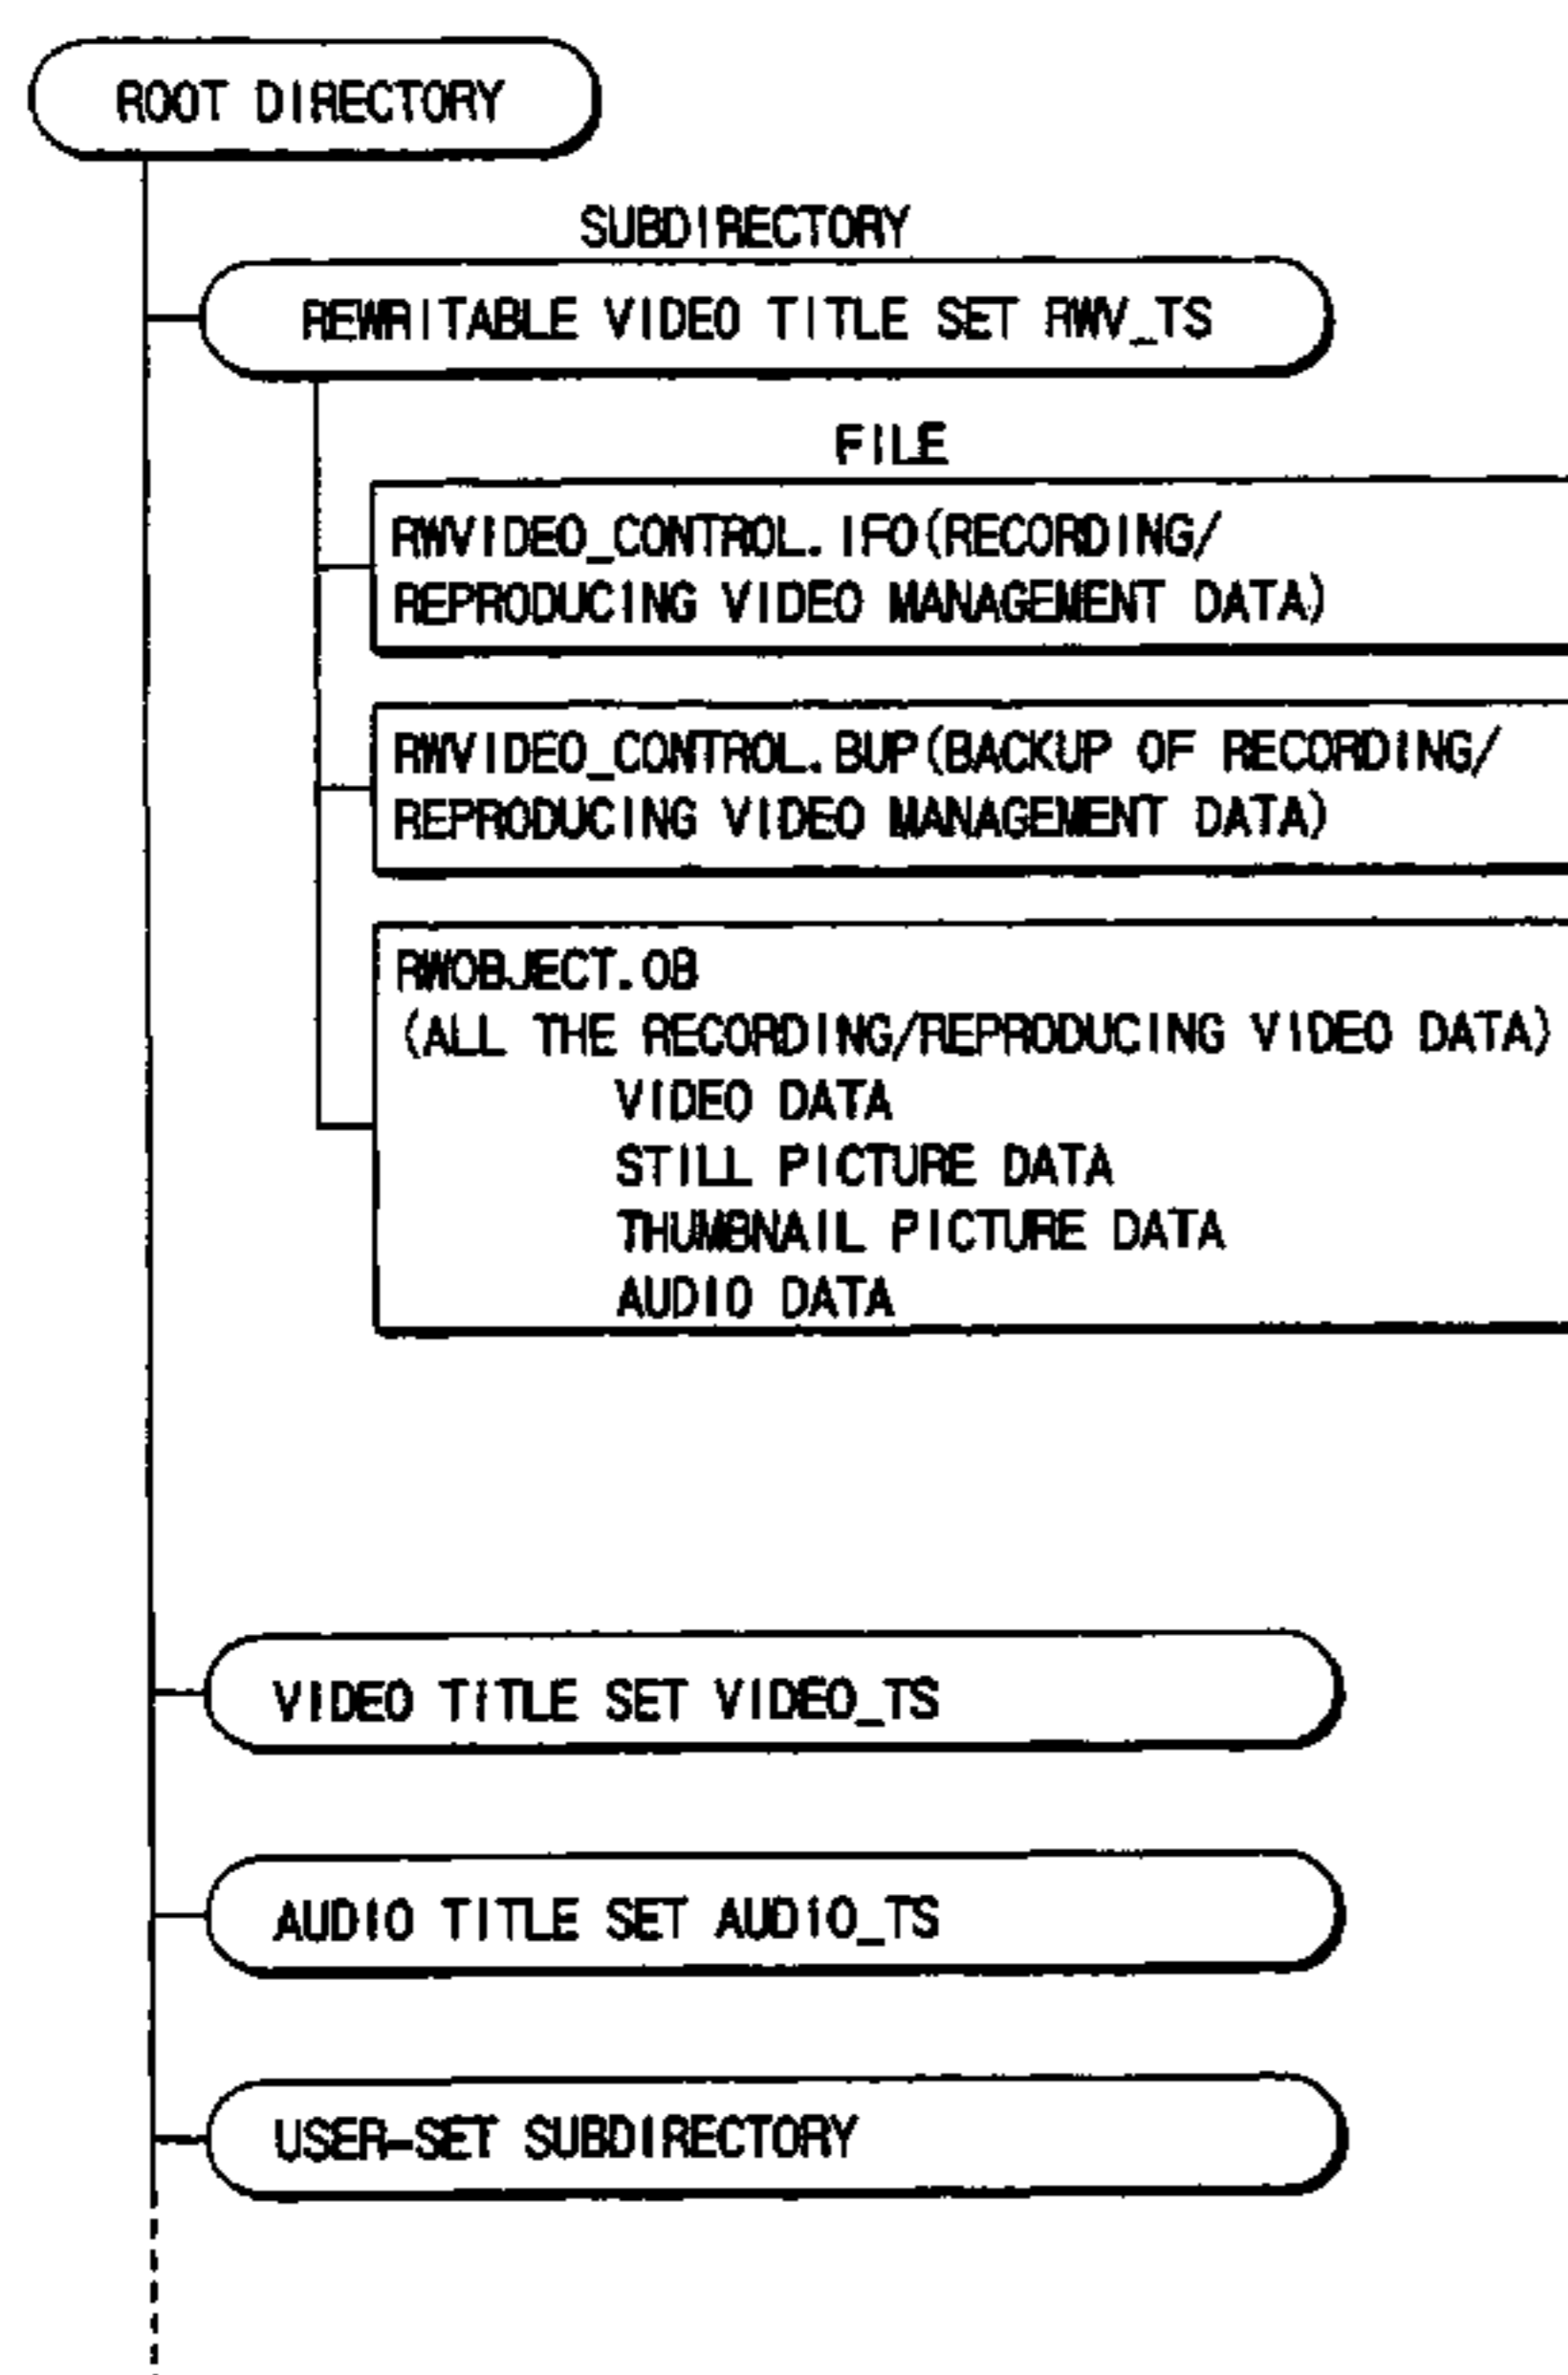 ROOT DIRECTORY
SUBDIRECTORY
REWRITABLE VIDEO TITLE SET RWV_TS
FILE
RWVIDEO_CONTROL.IFO(RECORDING/
REPRODUCING VIDEO MANAGEMENT DATA)
RWVIDEO_CONTROL.BUP(BACKUP OF RECORDING/
REPRODUCING VIDEO MANAGEMENT DATA)
RWOBJECT.OB
(ALL THE RECORDING/REPRODUCING VIDEO DATA)
VIDEO DATA
STILL PICTURE DATA
THUMBNAIL PICTURE DATA
AUDIO DATA
VIDEO TITLE SET VIDEO_TS
AUDIO TITLE SET AUDIO_TS
USER-SET SUBDIRECTORY